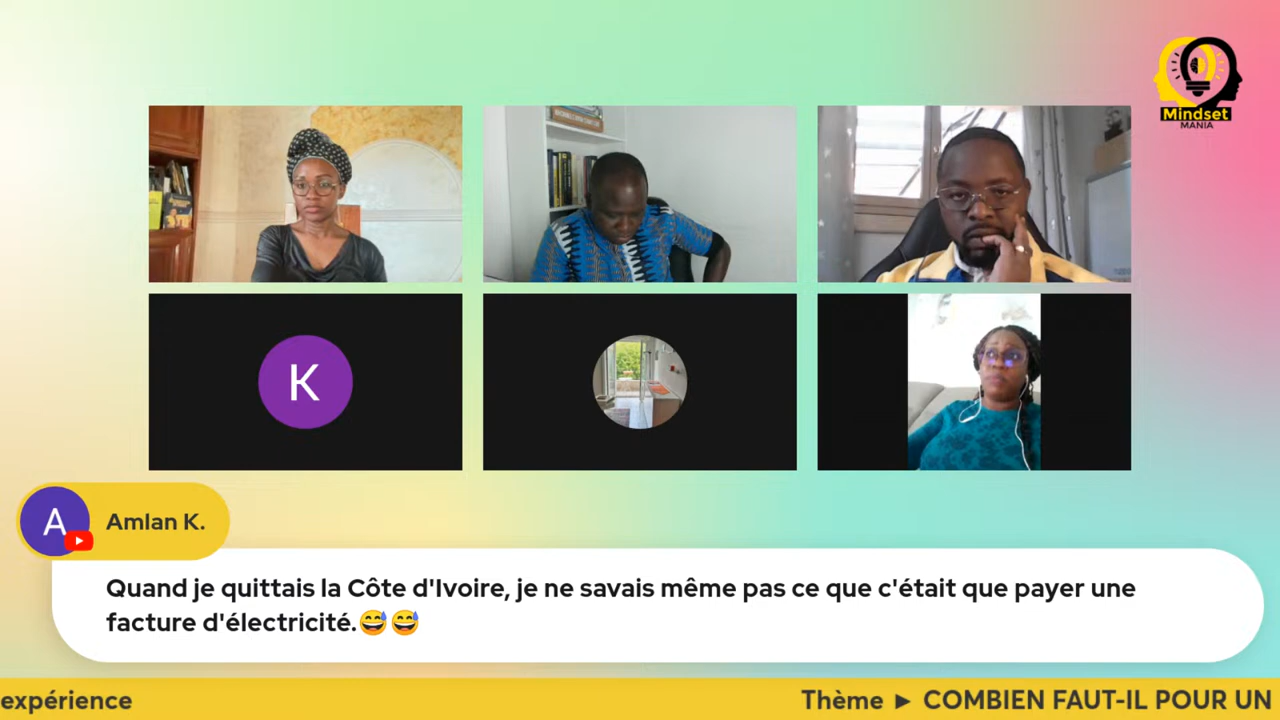 Mindset
MANIA
K
A
Amlan K.
Quand je quittais la Côte d'Ivoire, je ne savais même pas ce que c'était que payer une
facture d'électricité.😅😅
expérience
Thème ► COMBIEN FAUT-IL POUR UN